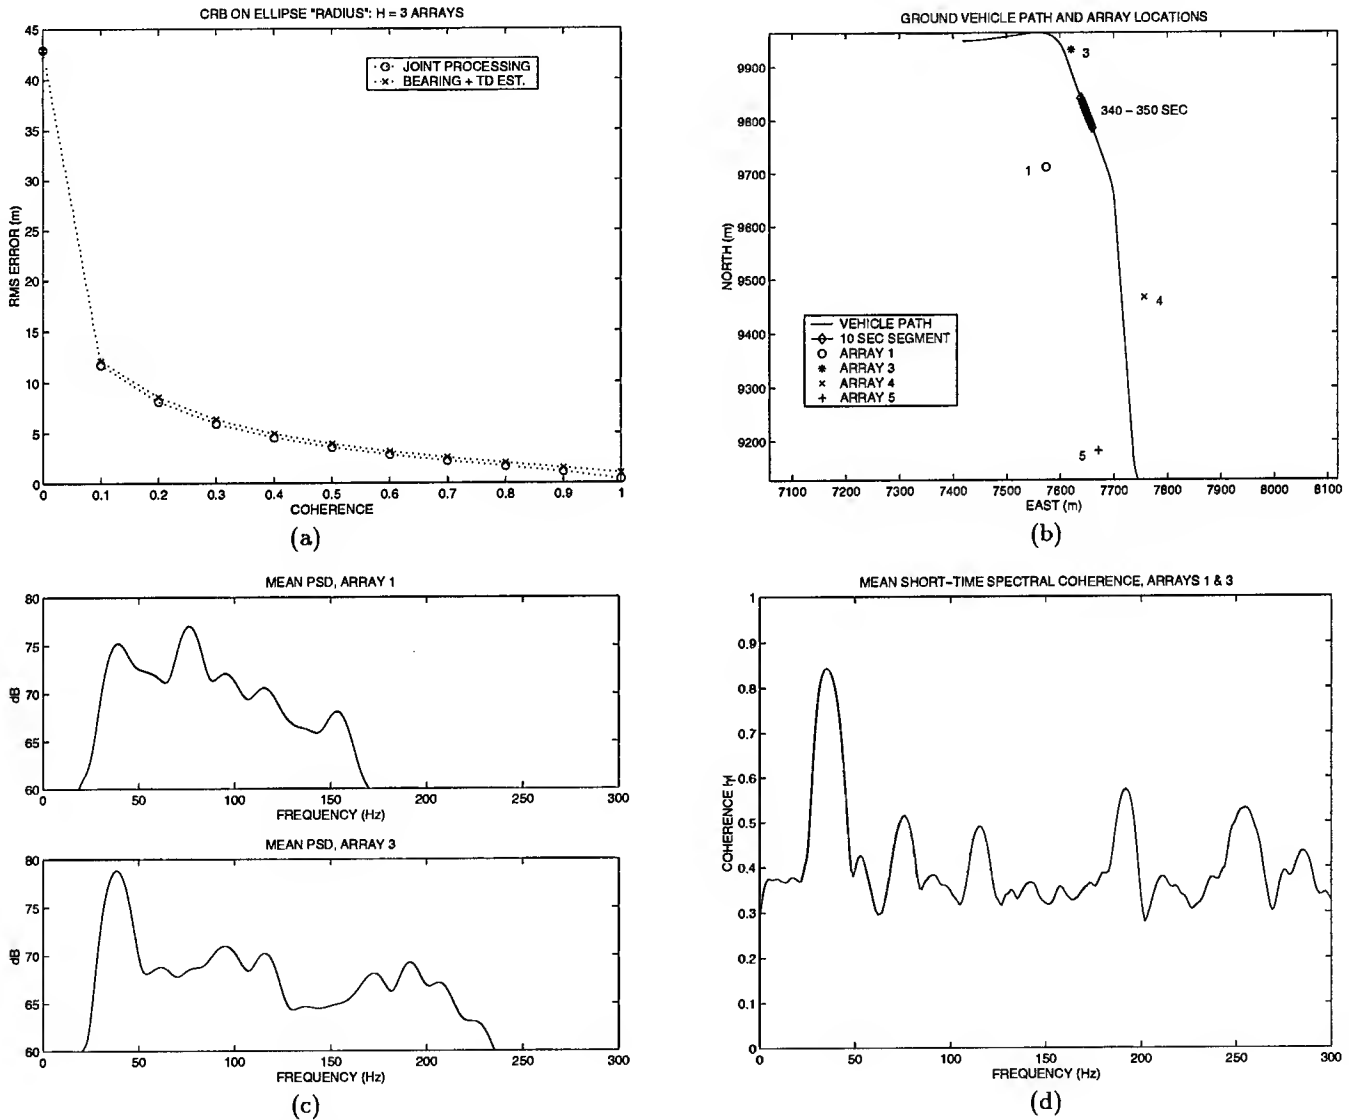 CRB ON ELLIPSE "RADIUS": H = 3 ARRAYS
45
40
35
30
25
20
15
10
5
0
RMS ERROR (m)
JOINT PROCESSING
BEARING + TD EST.
0 0.1 0.2 0.3 0.4 0.5 0.6 0.7 0.8 0.9 1
COHERENCE
(a)
GROUND VEHICLE PATH AND ARRAY LOCATIONS
9900
9800
9700
9600
9500
9400
9300
9200
NORTH (m)
3
340 – 350 SEC
1
4
5
VEHICLE PATH
10 SEC SEGMENT
ARRAY 1
ARRAY 3
ARRAY 4
ARRAY 5
7100 7200 7300 7400 7500 7600 7700 7800 7900 8000 8100
EAST (m)
(b)
MEAN PSD, ARRAY 1
80
75
70
65
60
dB
0 50 100 150 200 250 300
FREQUENCY (Hz)
MEAN PSD, ARRAY 3
80
75
70
65
60
dB
0 50 100 150 200 250 300
FREQUENCY (Hz)
(c)
MEAN SHORT–TIME SPECTRAL COHERENCE, ARRAYS 1 & 3
1
0.9
0.8
0.7
0.6
0.5
0.4
0.3
0.2
0.1
0
COHERENCE |γ|
0 50 100 150 200 250 300
FREQUENCY (Hz)
(d)